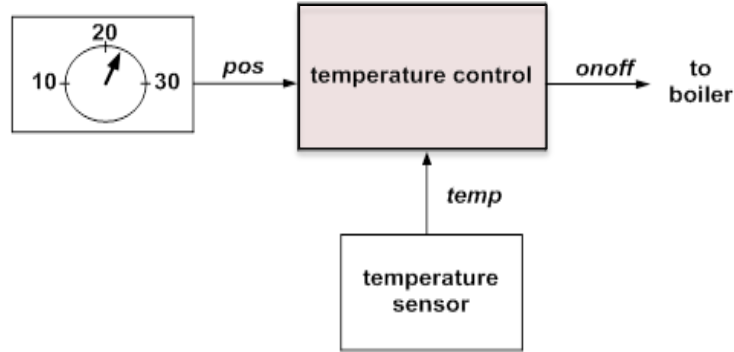 20
10
30
pos
temperature control
onoff
to
boiler
temp
temperature
sensor